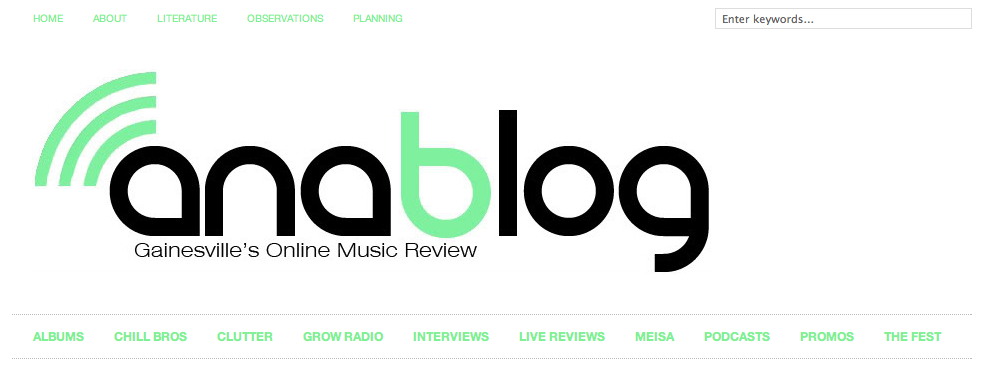 HOME ABOUT LITERATURE OBSERVATIONS PLANNING Enter keywords...
anablog
Gainesville's Online Music Review
ALBUMS CHILL BROS CLUTTER GROW RADIO INTERVIEWS LIVE REVIEWS MEISA PODCASTS PROMOS THE FEST